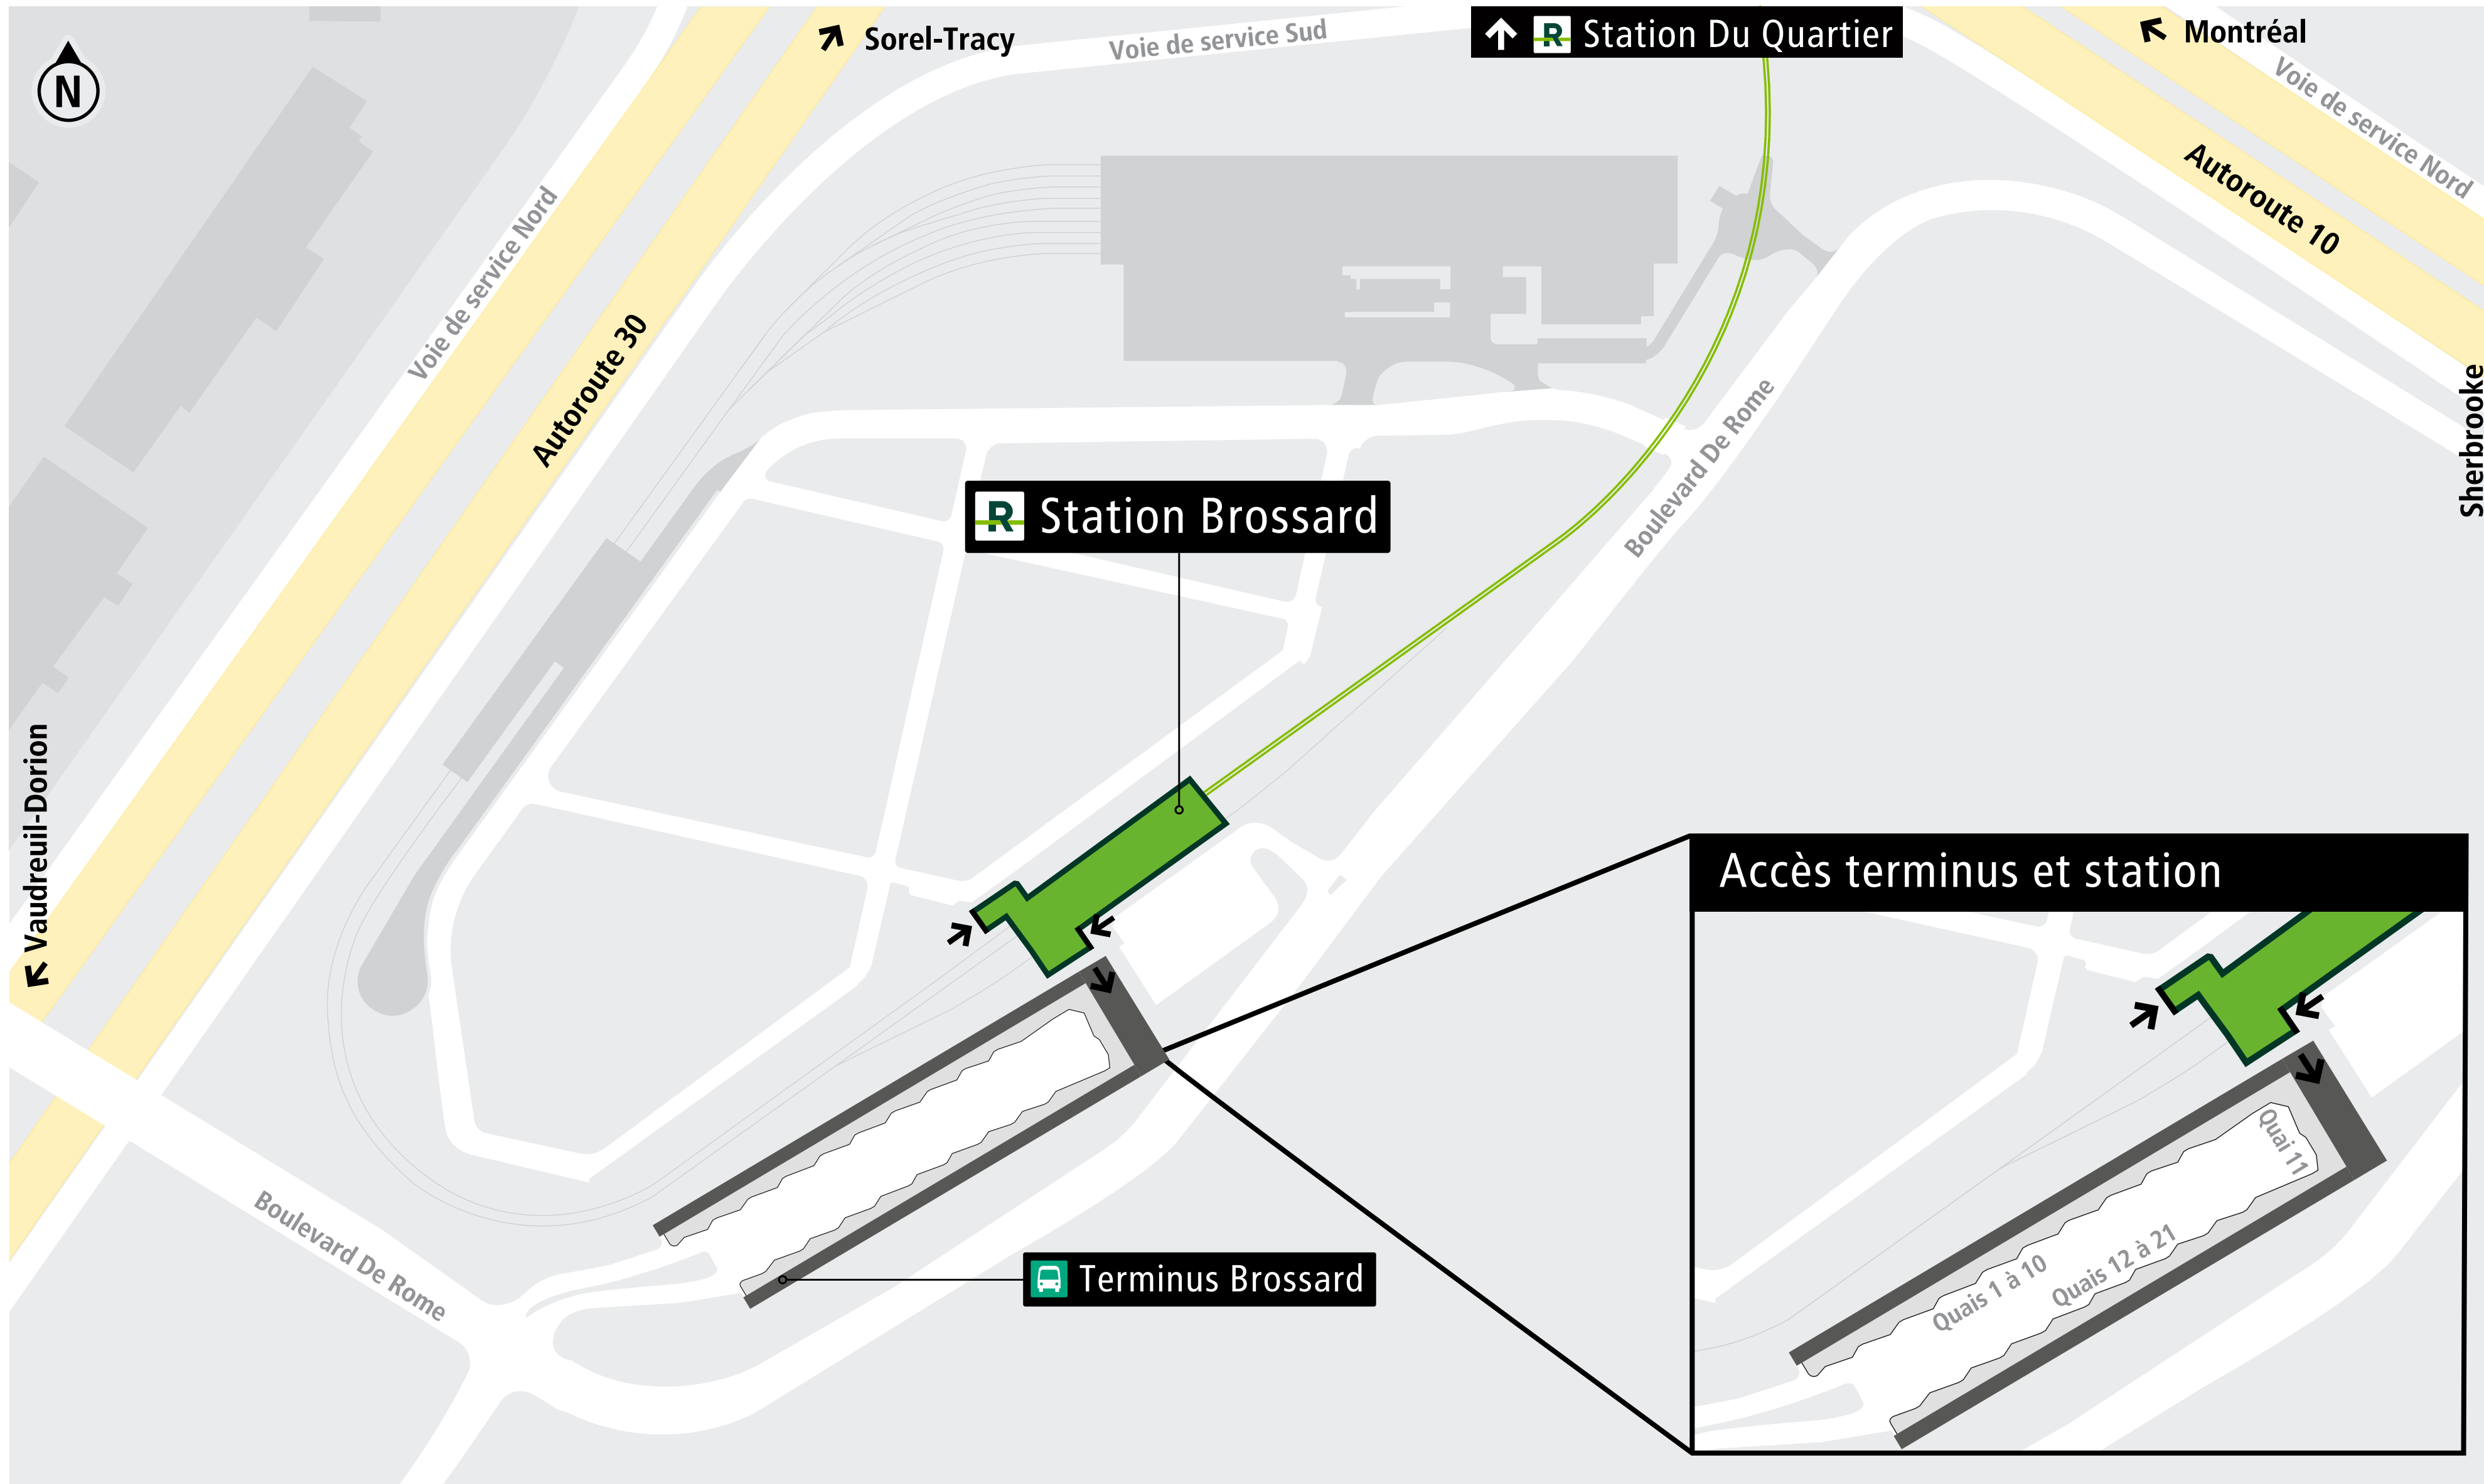 N
Sorel-Tracy
Voie de service Sud
R Station Du Quartier
Montréal
Voie de service Nord
Autoroute 10
Sherbrooke
Voie de service Nord
Autoroute 30
Boulevard De Rome
R Station Brossard
Vaudreuil-Dorion
Accès terminus et station
Quai 11
Quais 12 à 21
Quais 1 à 10
Boulevard De Rome
Terminus Brossard